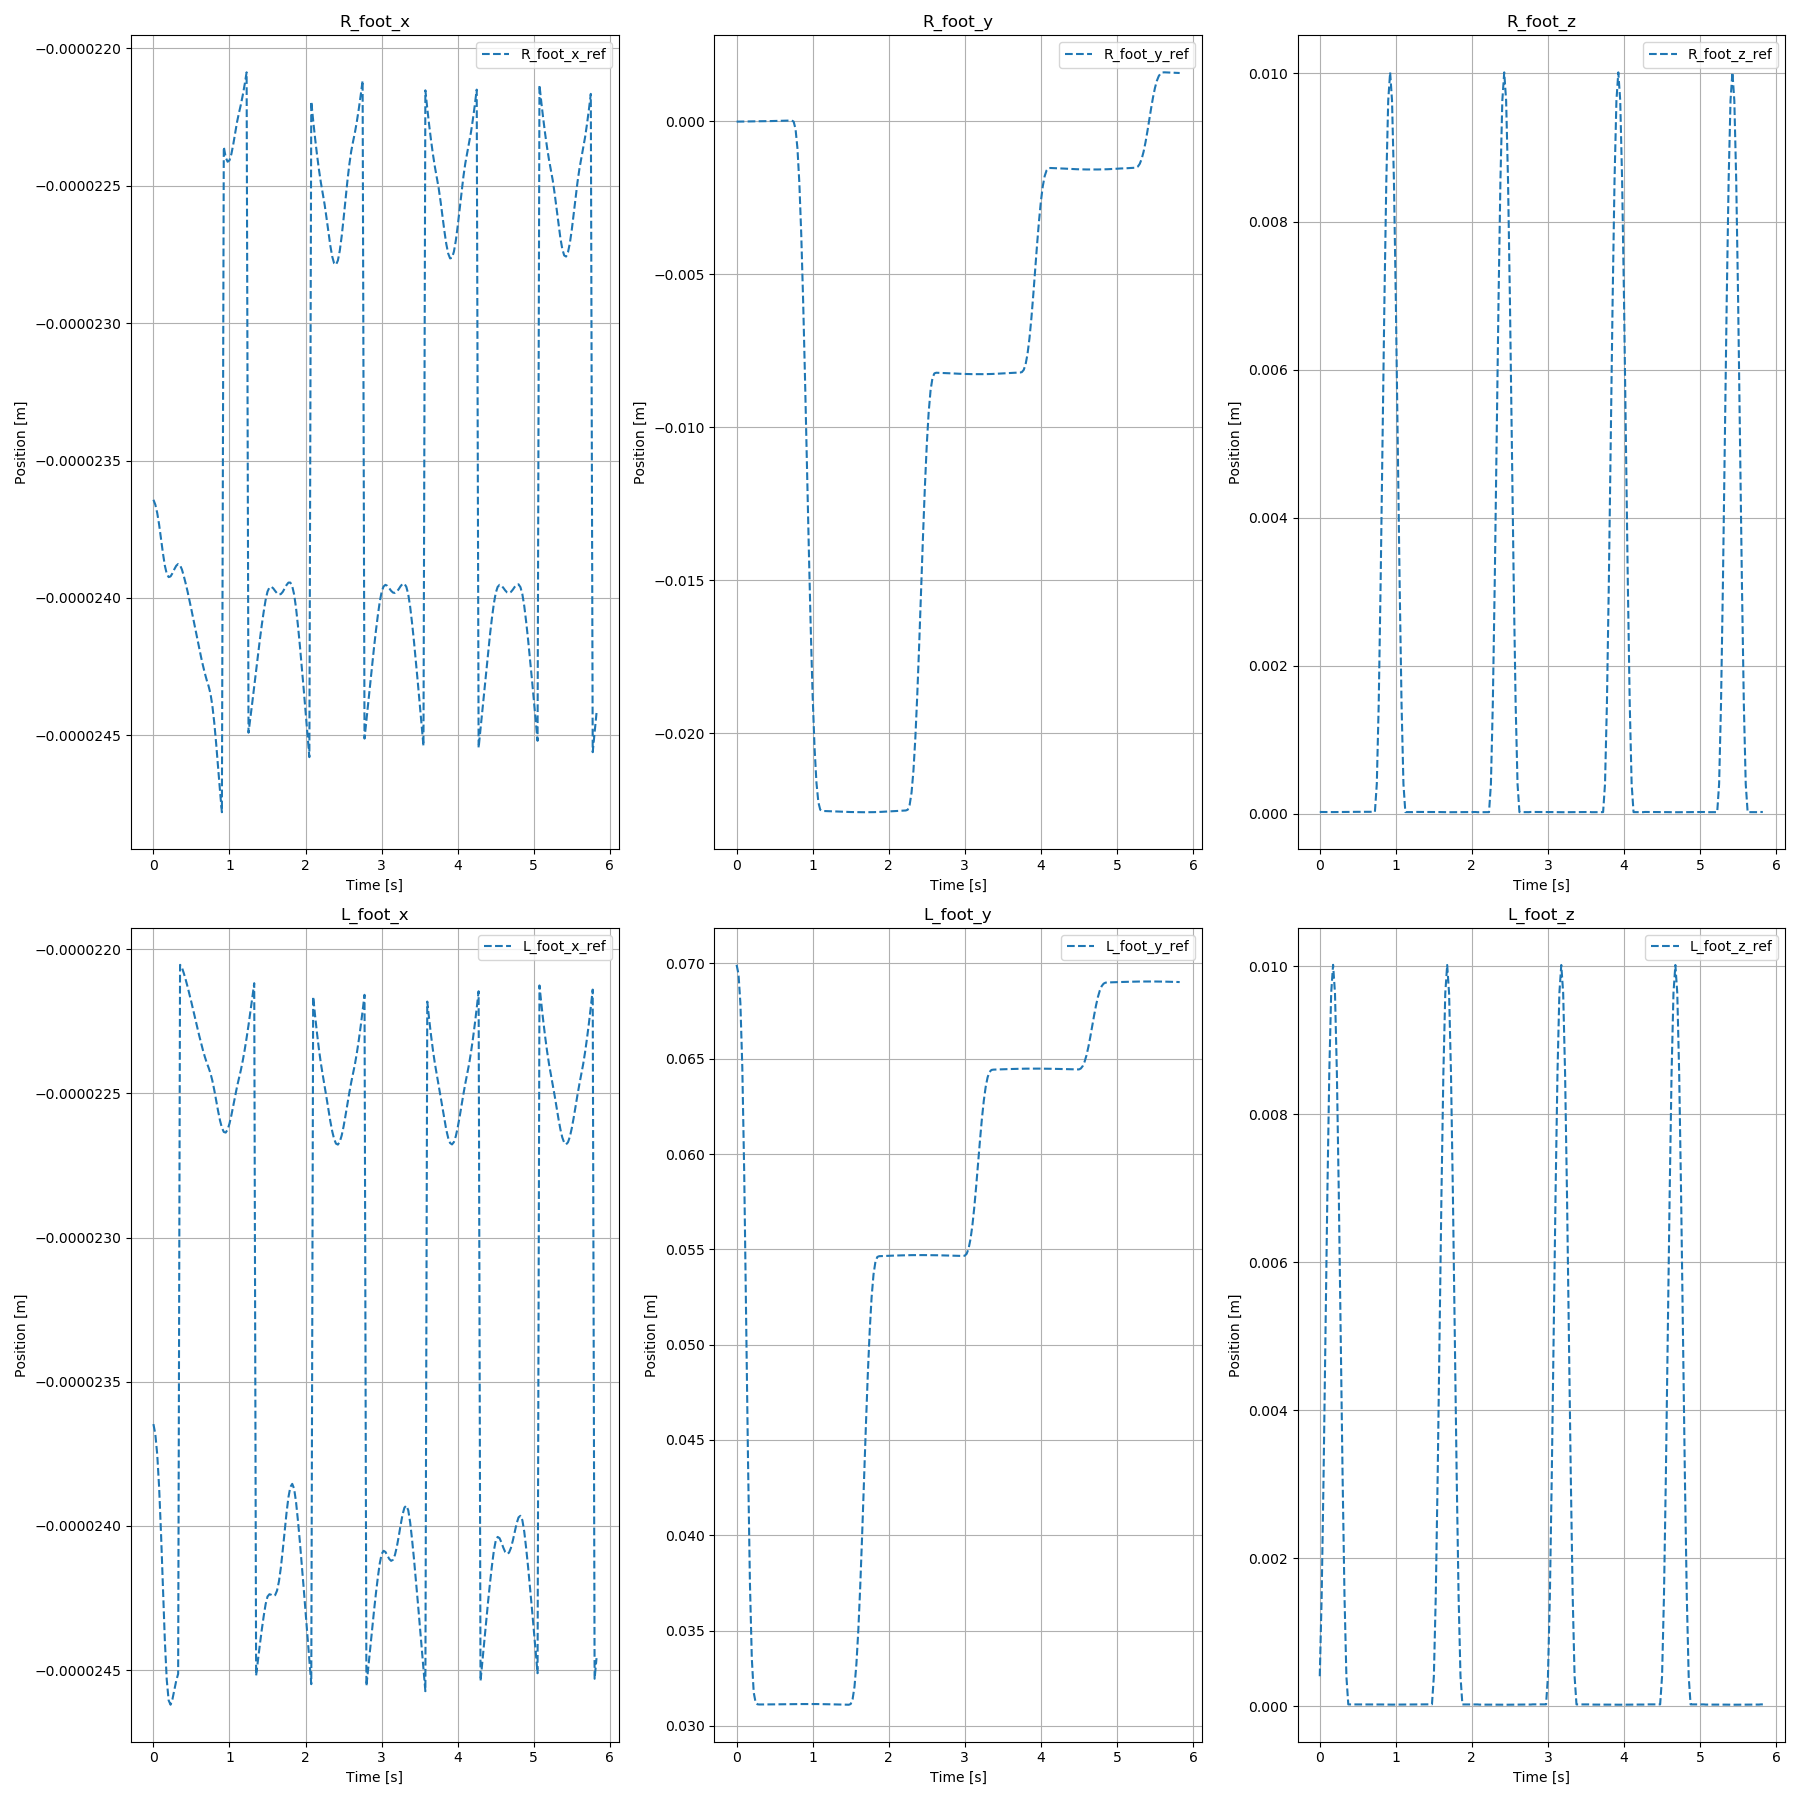 R_foot_x
R_foot_y
R_foot_z
R_foot_x_ref
R_foot_y_ref
R_foot_z_ref
Position [m]
−0.0000220
−0.0000225
−0.0000230
−0.0000235
−0.0000240
−0.0000245
0 1 2 3 4 5 6
Time [s]
Position [m]
0.000
−0.005
−0.010
−0.015
−0.020
0 1 2 3 4 5 6
Time [s]
Position [m]
0.010
0.008
0.006
0.004
0.002
0.000
0 1 2 3 4 5 6
Time [s]
L_foot_x
L_foot_y
L_foot_z
L_foot_x_ref
L_foot_y_ref
L_foot_z_ref
Position [m]
−0.0000220
−0.0000225
−0.0000230
−0.0000235
−0.0000240
−0.0000245
0 1 2 3 4 5 6
Time [s]
Position [m]
0.070
0.065
0.060
0.055
0.050
0.045
0.040
0.035
0.030
0 1 2 3 4 5 6
Time [s]
Position [m]
0.010
0.008
0.006
0.004
0.002
0.000
0 1 2 3 4 5 6
Time [s]